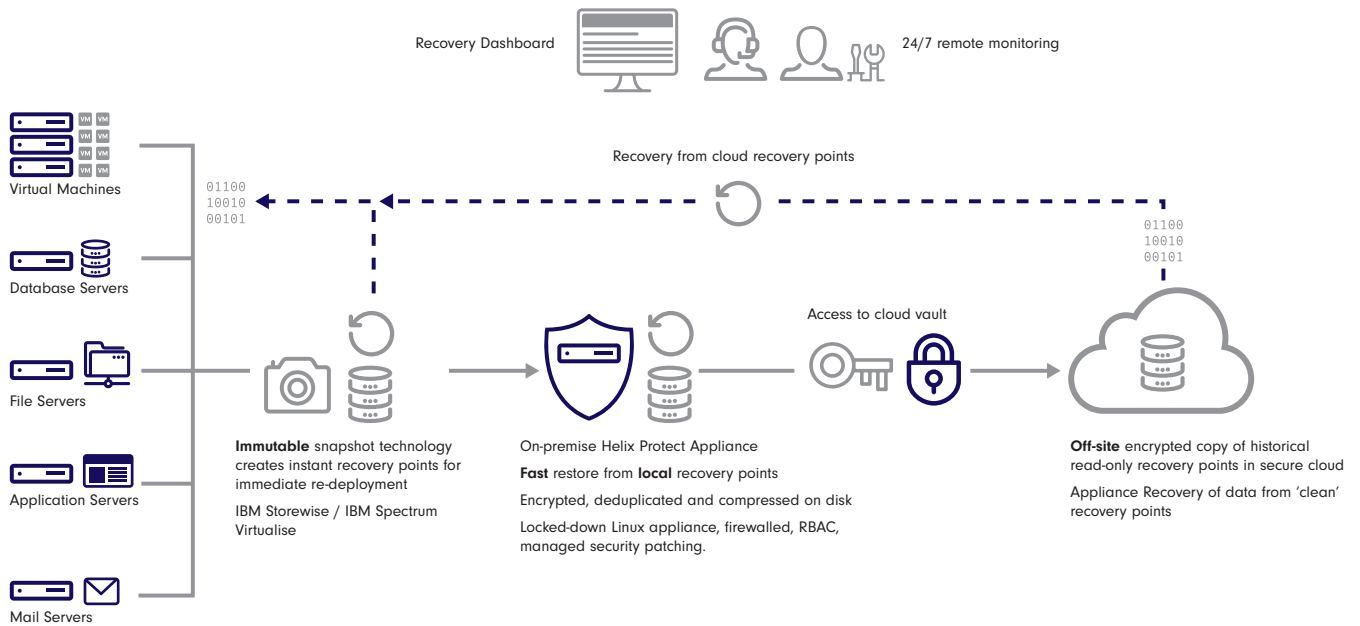 Recovery Dashboard
24/7 remote monitoring
VM VM
VM VM
VM VM
VM VM
Virtual Machines
Recovery from cloud recovery points
01100
10010
00101
01100
10010
00101
Database Servers
Access to cloud vault
File Servers
Immutable snapshot technology
creates instant recovery points for
immediate re-deployment
IBM Storewise / IBM Spectrum
Virtualise
On-premise Helix Protect Appliance
Fast restore from local recovery points
Encrypted, deduplicated and compressed on disk
Locked-down Linux appliance, firewalled, RBAC,
managed security patching.
Off-site encrypted copy of historical
read-only recovery points in secure cloud
Appliance Recovery of data from ‘clean’
recovery points
Application Servers
Mail Servers